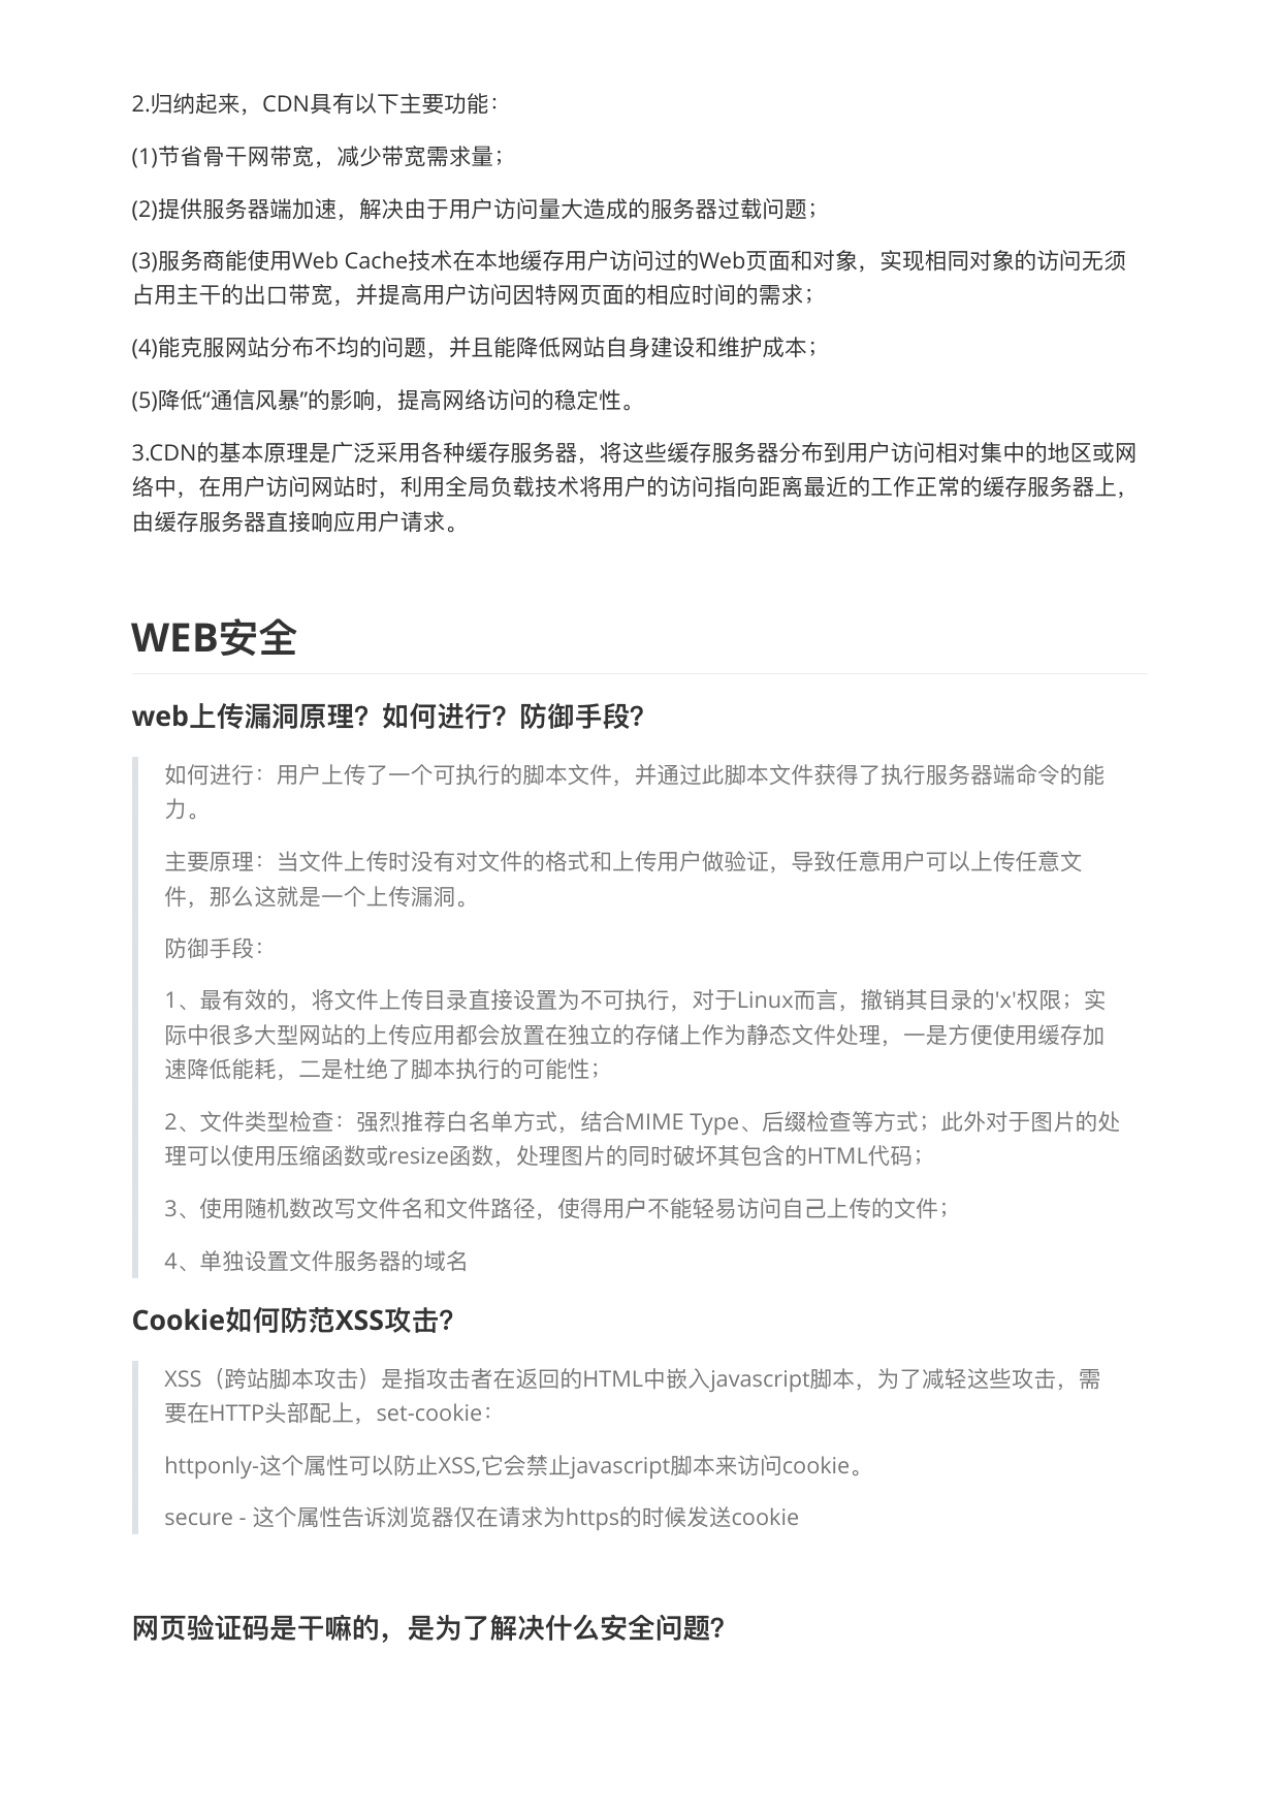 2.归纳起来，CDN具有以下主要功能：
(1)节省骨干网带宽，减少带宽需求量；
(2)提供服务器端加速，解决由于用户访问量大造成的服务器过载问题；
(3)服务商能使用Web Cache技术在本地缓存用户访问过的Web页面和对象，实现相同对象的访问无须
占用主干的出口带宽，并提高用户访问因特网页面的相应时间的需求；
(4)能克服网站分布不均的问题，并且能降低网站自身建设和维护成本；
(5)降低“通信风暴”的影响，提高网络访问的稳定性。
3.CDN的基本原理是广泛采用各种缓存服务器，将这些缓存服务器分布到用户访问相对集中的地区或网
络中，在用户访问网站时，利用全局负载技术将用户的访问指向距离最近的工作正常的缓存服务器上，
由缓存服务器直接响应用户请求。
WEB安全
web上传漏洞原理？如何进行？防御手段？
如何进行：用户上传了一个可执行的脚本文件，并通过此脚本文件获得了执行服务器端命令的能
力。
主要原理：当文件上传时没有对文件的格式和上传用户做验证，导致任意用户可以上传任意文
件，那么这就是一个上传漏洞。
防御手段：
1、最有效的，将文件上传目录直接设置为不可执行，对于Linux而言，撤销其目录的'x'权限；实
际中很多大型网站的上传应用都会放置在独立的存储上作为静态文件处理，一是方便使用缓存加
速降低能耗，二是杜绝了脚本执行的可能性；
2、文件类型检查：强烈推荐白名单方式，结合MIME Type、后缀检查等方式；此外对于图片的处
理可以使用压缩函数或resize函数，处理图片的同时破坏其包含的HTML代码；
3、使用随机数改写文件名和文件路径，使得用户不能轻易访问自己上传的文件；
4、单独设置文件服务器的域名
Cookie如何防范XSS攻击？
XSS（跨站脚本攻击）是指攻击者在返回的HTML中嵌入javascript脚本，为了减轻这些攻击，需
要在HTTP头部配上，set-cookie：
httponly-这个属性可以防止XSS,它会禁止javascript脚本来访问cookie。
secure - 这个属性告诉浏览器仅在请求为https的时候发送cookie
网页验证码是干嘛的，是为了解决什么安全问题？